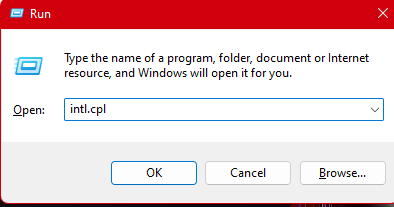 Run
Type the name of a program, folder, document or Internet
resource, and Windows will open it for you.
Open: intl.cpl
OK Cancel Browse...